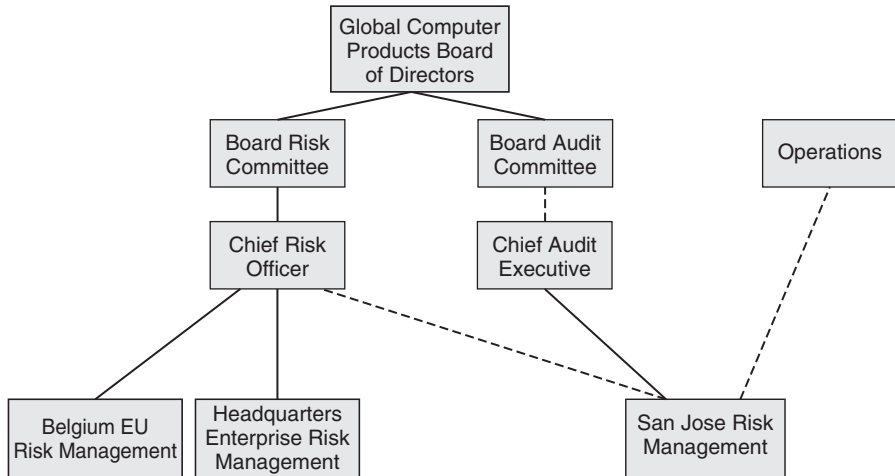 Global Computer
Products Board
of Directors
Board Risk
Committee
Board Audit
Committee
Operations
Chief Risk
Officer
Chief Audit
Executive
Belgium EU
Risk Management
Headquarters
Enterprise Risk
Management
San Jose Risk
Management